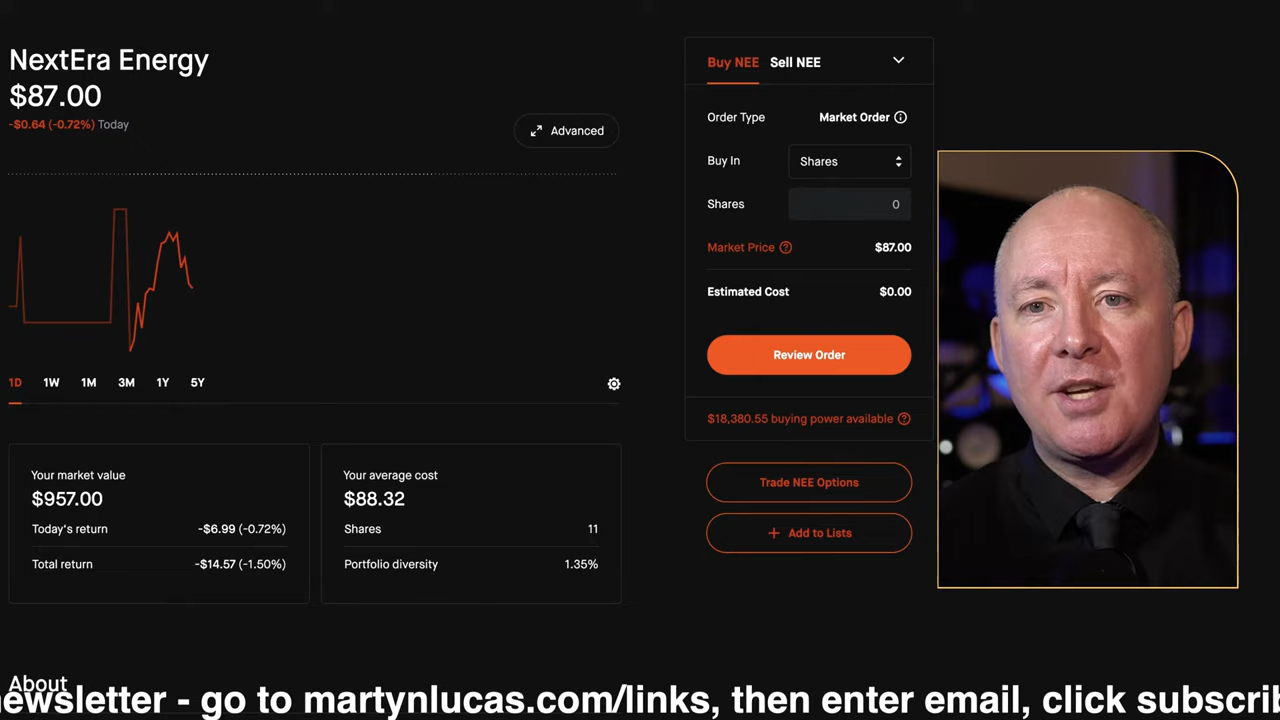 NextEra Energy
$87.00
-$0.64 (-0.72%) Today
Advanced
1D 1W 1M 3M 1Y 5Y
Your market value
$957.00
Today's return -$6.99 (-0.72%)
Total return -$14.57 (-1.50%)
Your average cost
$88.32
Shares 11
Portfolio diversity 1.35%
Buy NEE Sell NEE
Order Type Market Order
Buy In Shares
Shares 0
Market Price $87.00
Estimated Cost $0.00
Review Order
$18,380.55 buying power available
Trade NEE Options
+ Add to Lists
About
newsletter - go to martynlucas.com/links, then enter email, click subscrib